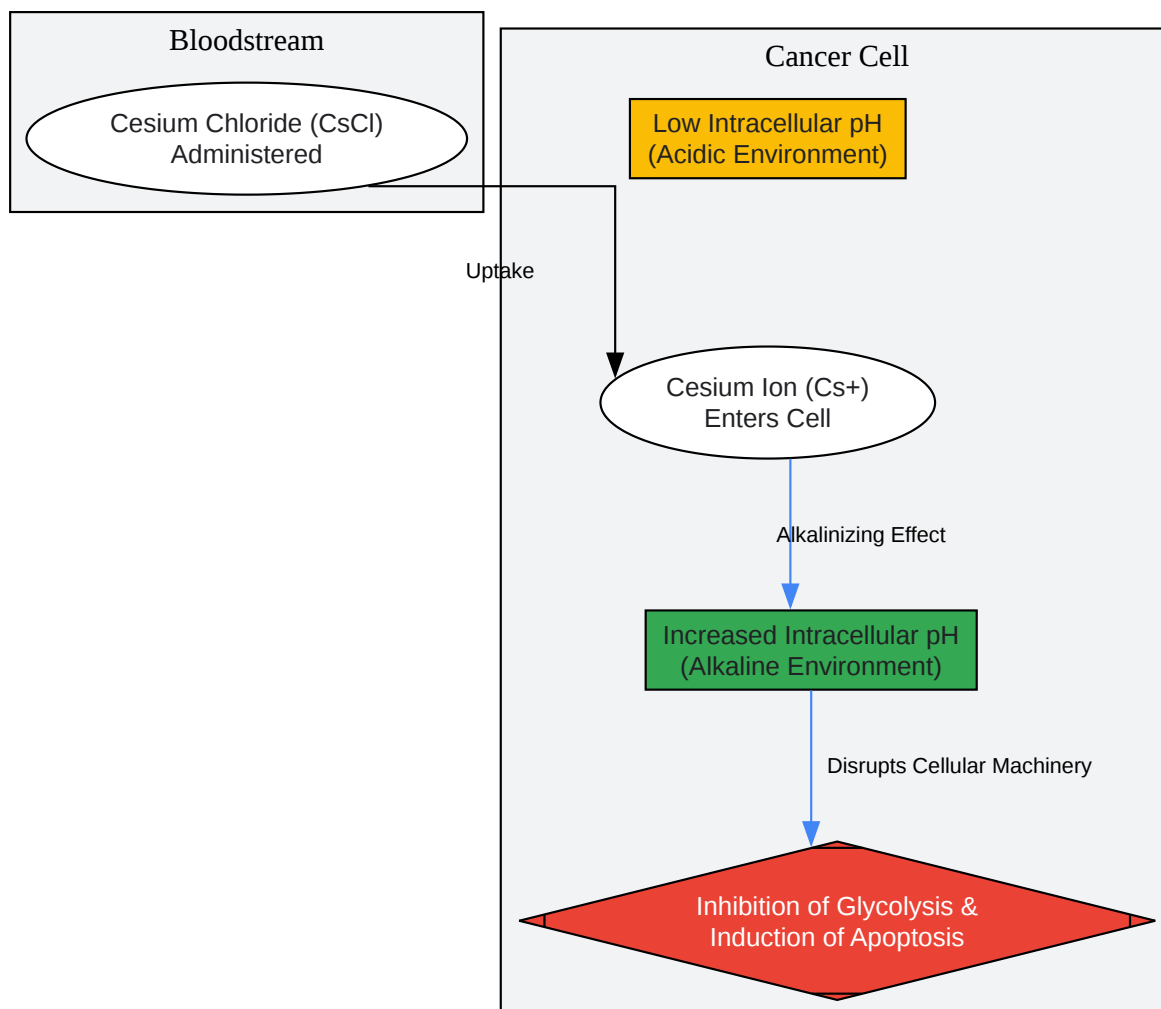 Bloodstream
Cesium Chloride (CsCl)
Administered
Cancer Cell
Low Intracellular pH
(Acidic Environment)
Uptake
Cesium Ion (Cs+)
Enters Cell
Alkalinizing Effect
Increased Intracellular pH
(Alkaline Environment)
Disrupts Cellular Machinery
Inhibition of Glycolysis &
Induction of Apoptosis